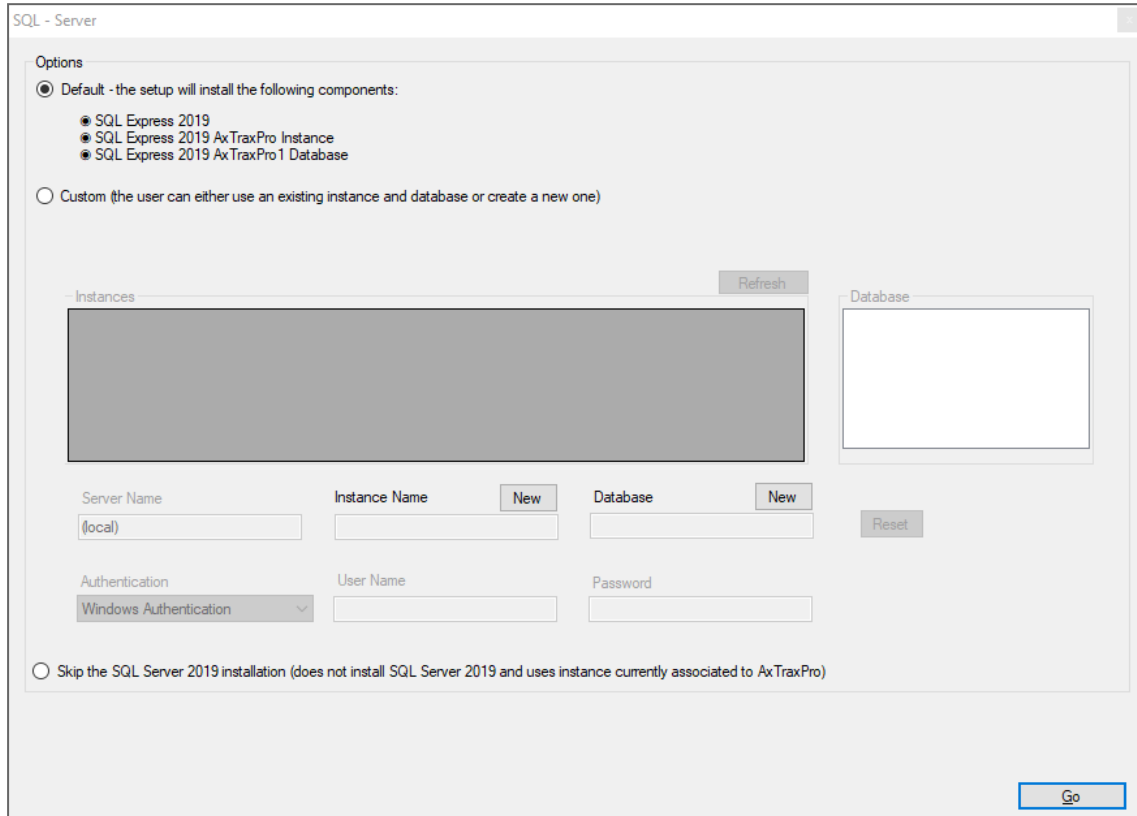 SQL - Server
Options
Default - the setup will install the following components:
SQL Express 2019
SQL Express 2019 AxTraxPro Instance
SQL Express 2019 AxTraxPro1 Database
Custom (the user can either use an existing instance and database or create a new one)
Refresh
Instances
Database
Server Name
Instance Name
New
Database
New
(local)
Reset
Authentication
User Name
Password
Windows Authentication
Skip the SQL Server 2019 installation (does not install SQL Server 2019 and uses instance currently associated to AxTraxPro)
Go